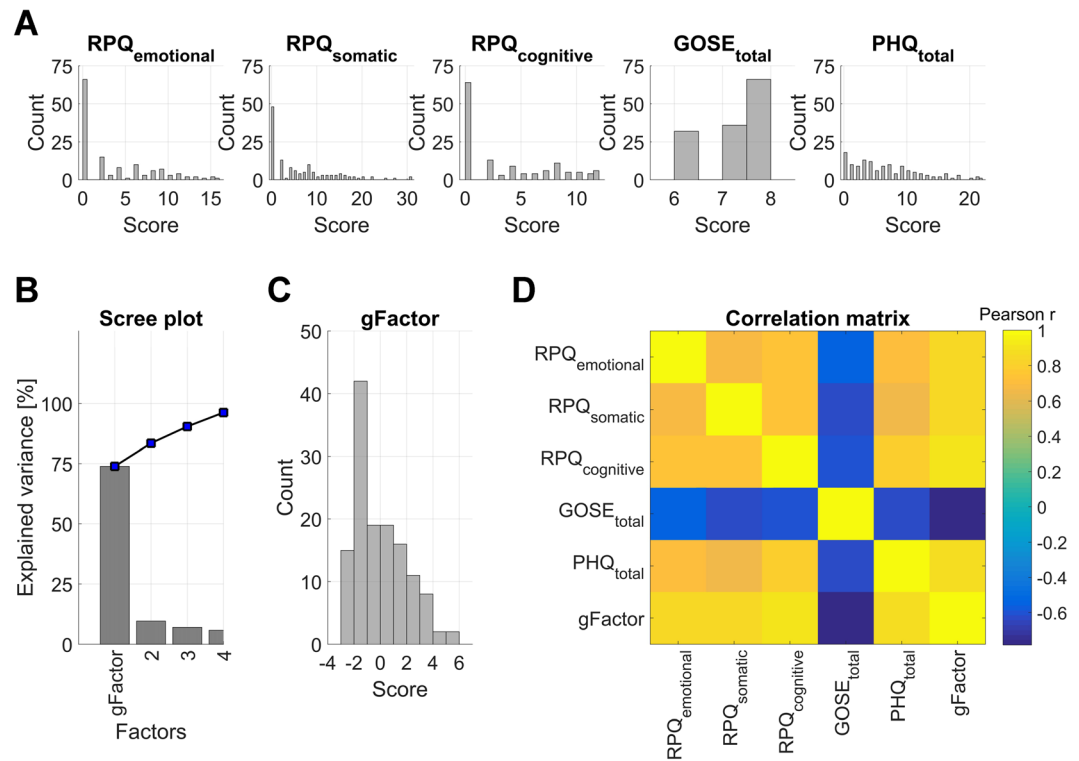 A
RPQemotional
RPQsomatic
RPQcognitive
GOSEtotal
PHQtotal
75
50
25
0
Count
0 5 10 15
Score
75
50
25
0
Count
0 10 20 30
Score
75
50
25
0
Count
0 5 10
Score
75
50
25
0
Count
6 7 8
Score
75
50
25
0
Count
0 10 20
Score
B
Scree plot
Explained variance [%]
100
75
50
25
0
gFactor
2
3
4
Factors
C
gFactor
Count
50
40
30
20
10
0
-4 -2 0 2 4 6
Score
D
Correlation matrix
RPQemotional
RPQsomatic
RPQcognitive
GOSEtotal
PHQtotal
gFactor
RPQemotional
RPQsomatic
RPQcognitive
GOSEtotal
PHQtotal
gFactor
Pearson r
1
0.8
0.6
0.4
0.2
0
-0.2
-0.4
-0.6